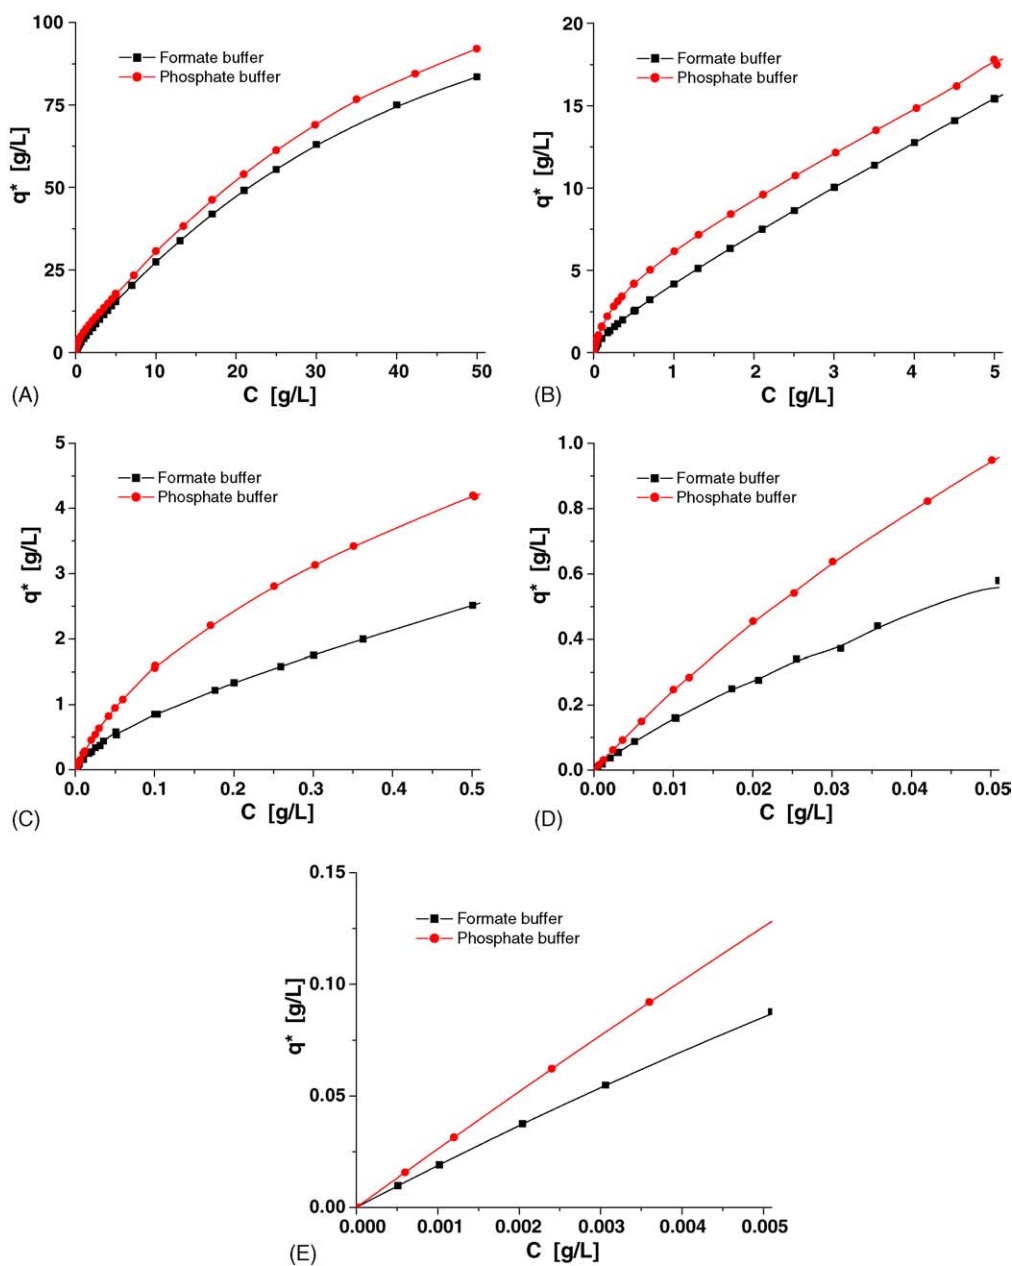 100
75
50
25
0
q* [g/L]
Formate buffer
Phosphate buffer
10 20 30 40 50
C [g/L]
(A)
20
15
10
5
0
q* [g/L]
Formate buffer
Phosphate buffer
0 1 2 3 4 5
C [g/L]
(B)
5
4
3
2
1
0
q* [g/L]
Formate buffer
Phosphate buffer
0.1 0.2 0.3 0.4 0.5
C [g/L]
(C)
1.0
0.8
0.6
0.4
0.2
0.0
q* [g/L]
Formate buffer
Phosphate buffer
0.00 0.01 0.02 0.03 0.04 0.05
C [g/L]
(D)
0.15
0.10
0.05
0.00
q* [g/L]
Formate buffer
Phosphate buffer
0.000 0.001 0.002 0.003 0.004 0.005
C [g/L]
(E)